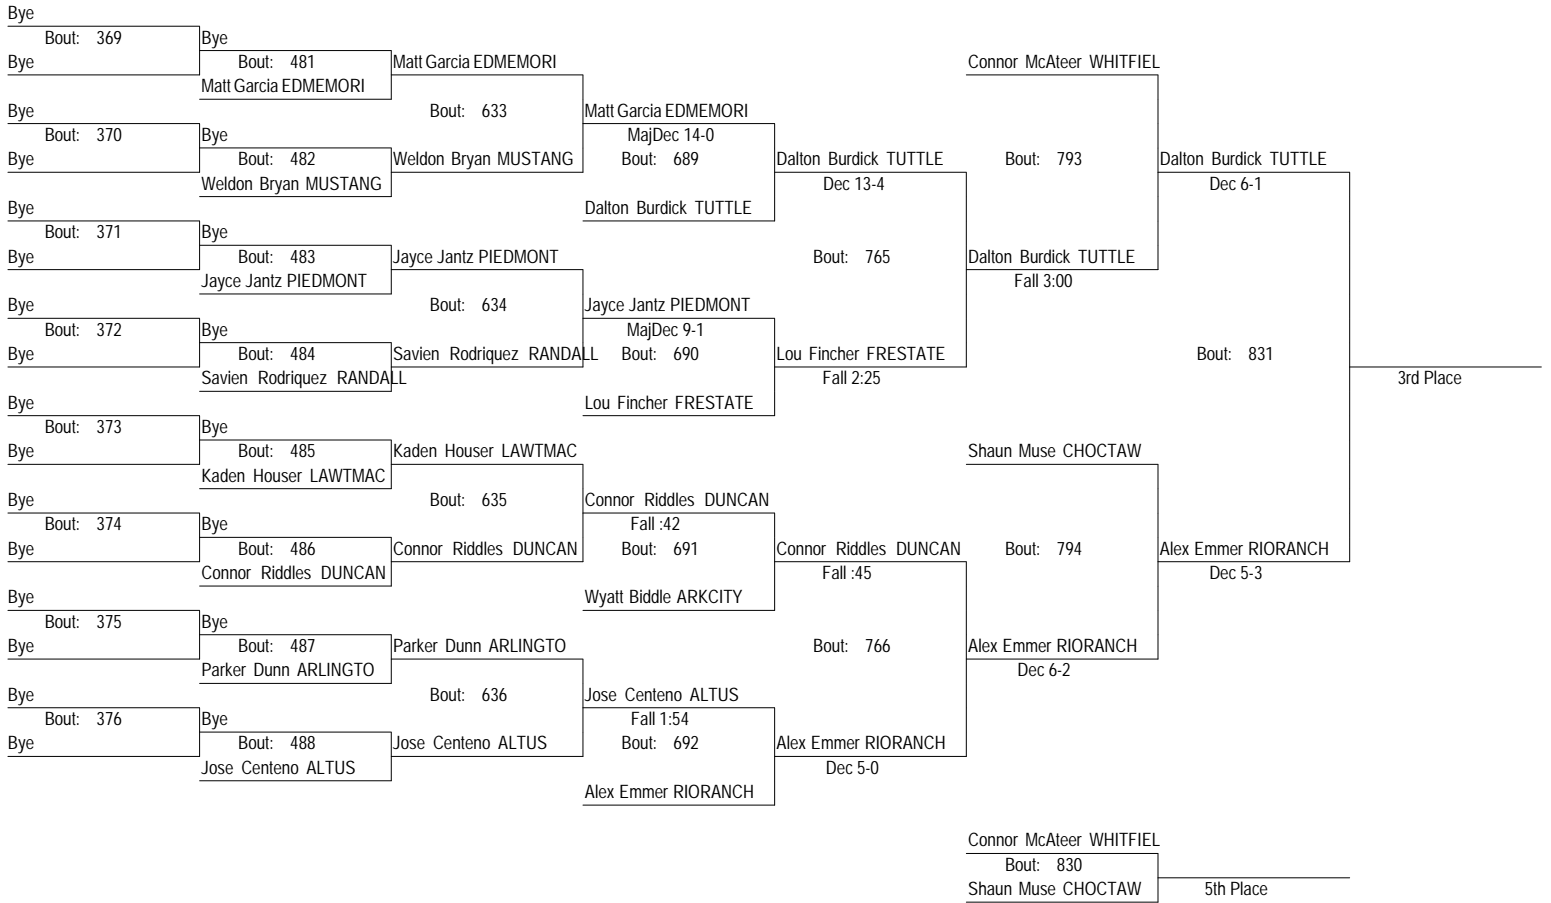 Bye
Bout: 369
Bye
Bye
Bout: 481
Matt Garcia EDMEMORI
Matt Garcia EDMEMORI
Connor McAteer WHITFIEL
Bye
Bout: 370
Bye
Bye
Bout: 482
Weldon Bryan MUSTANG
Bout: 633
Weldon Bryan MUSTANG
Matt Garcia EDMEMORI
MajDec 14-0
Bout: 689
Dalton Burdick TUTTLE
Dalton Burdick TUTTLE
Dec 13-4
Bout: 793
Dalton Burdick TUTTLE
Dec 6-1
Bye
Bout: 371
Bye
Bye
Bout: 483
Jayce Jantz PIEDMONT
Jayce Jantz PIEDMONT
Bout: 765
Dalton Burdick TUTTLE
Fall 3:00
Bye
Bout: 372
Bye
Bye
Bout: 484
Savien Rodriquez RANDALL
Bout: 634
Savien Rodriquez RANDALL
Jayce Jantz PIEDMONT
MajDec 9-1
Bout: 690
Lou Fincher FRESTATE
Lou Fincher FRESTATE
Fall 2:25
Bout: 831
3rd Place
Bye
Bout: 373
Bye
Bye
Bout: 485
Kaden Houser LAWTMAC
Kaden Houser LAWTMAC
Shaun Muse CHOCTAW
Bye
Bout: 374
Bye
Bye
Bout: 486
Connor Riddles DUNCAN
Bout: 635
Connor Riddles DUNCAN
Connor Riddles DUNCAN
Fall :42
Bout: 691
Wyatt Biddle ARKCITY
Connor Riddles DUNCAN
Fall :45
Bout: 794
Alex Emmer RIORANCH
Dec 5-3
Bye
Bout: 375
Bye
Bye
Bout: 487
Parker Dunn ARLINGTO
Parker Dunn ARLINGTO
Bout: 766
Alex Emmer RIORANCH
Dec 6-2
Bye
Bout: 376
Bye
Bye
Bout: 488
Jose Centeno ALTUS
Bout: 636
Jose Centeno ALTUS
Jose Centeno ALTUS
Fall 1:54
Bout: 692
Alex Emmer RIORANCH
Alex Emmer RIORANCH
Dec 5-0
Connor McAteer WHITFIEL
Bout: 830
Shaun Muse CHOCTAW
5th Place